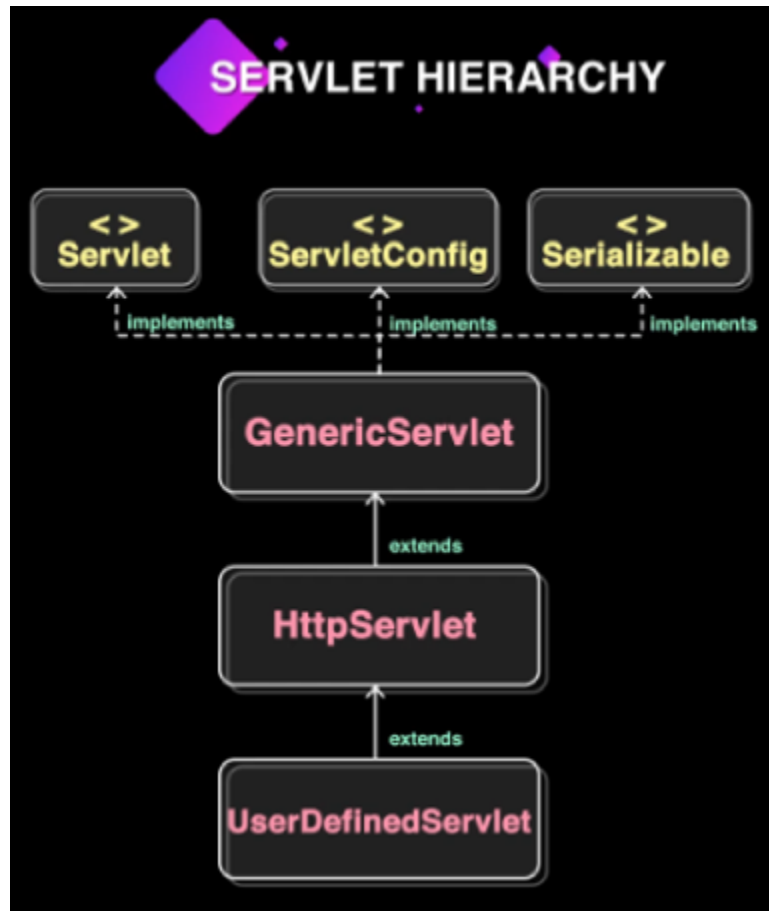 SERVLET HIERARCHY
< >
Servlet
< >
ServletConfig
< >
Serializable
implements
implements
implements
GenericServlet
extends
HttpServlet
extends
UserDefinedServlet